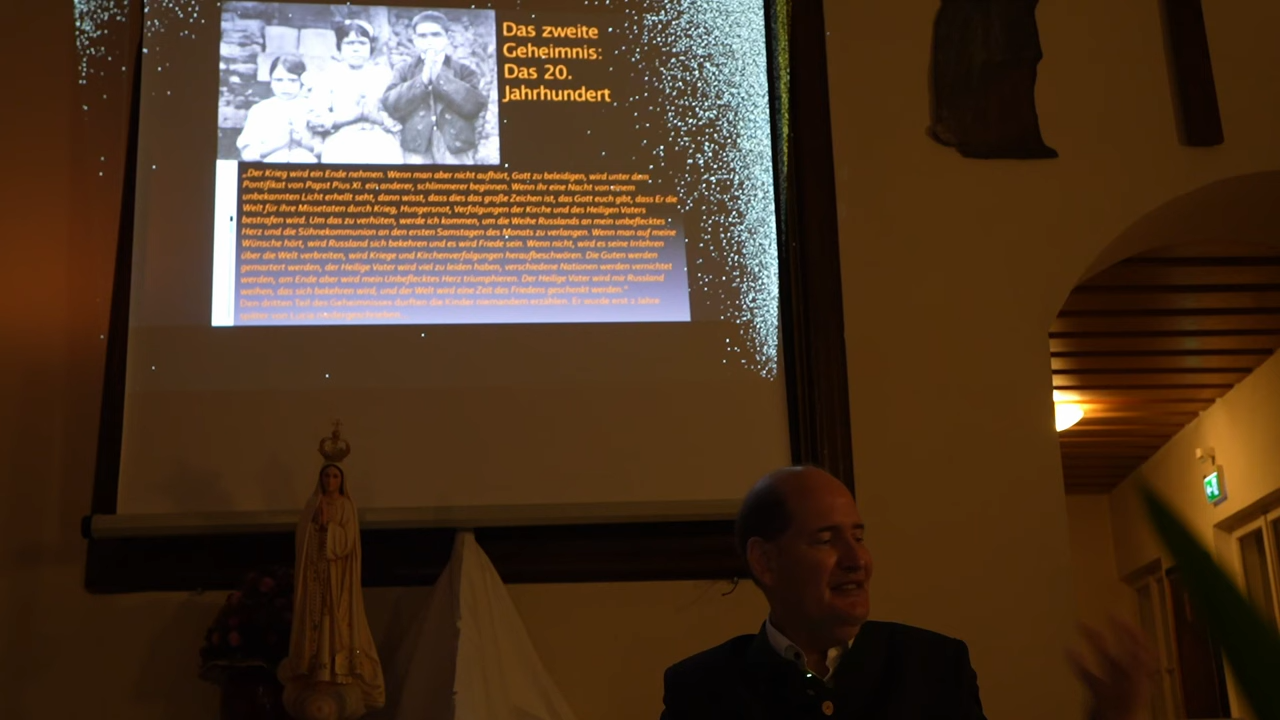 Das zweite
Geheimnis:
Das 20.
Jahrhundert
„Der Krieg wird ein Ende nehmen. Wenn man aber nicht aufhört, Gott zu beleidigen, wird unter dem
Pontifikat von Papst Pius XI. ein anderer, schlimmerer beginnen. Wenn ihr eine Nacht von einem
unbekannten Licht erhellt seht, dann wisst, dass dies das große Zeichen ist, das Gott euch gibt, dass Er die
Welt für ihre Missetaten durch Krieg, Hungersnot, Verfolgungen der Kirche und des Heiligen Vaters
bestrafen wird. Um das zu verhüten, werde ich kommen, um die Weihe Russlands an mein unbeflecktes
Herz und die Sühnekommunion an den ersten Samstagen des Monats zu verlangen. Wenn man auf meine
Wünsche hört, wird Russland sich bekehren und es wird Friede sein. Wenn nicht, wird es seine Irrlehren
über die Welt verbreiten, wird Kriege und Kirchenverfolgungen heraufbeschwören. Die Guten werden
gemartert werden, der Heilige Vater wird viel zu leiden haben, verschiedene Nationen werden vernichtet
werden, am Ende aber wird mein Unbeflecktes Herz triumphieren. Der Heilige Vater wird mir Russland
weihen, das sich bekehren wird, und der Welt wird eine Zeit des Friedens geschenkt werden."
Den dritten Teil des Geheimnisses durften die Kinder niemandem erzählen. Er wurde erst 2 Jahre
später von Lucia niedergeschrieben.